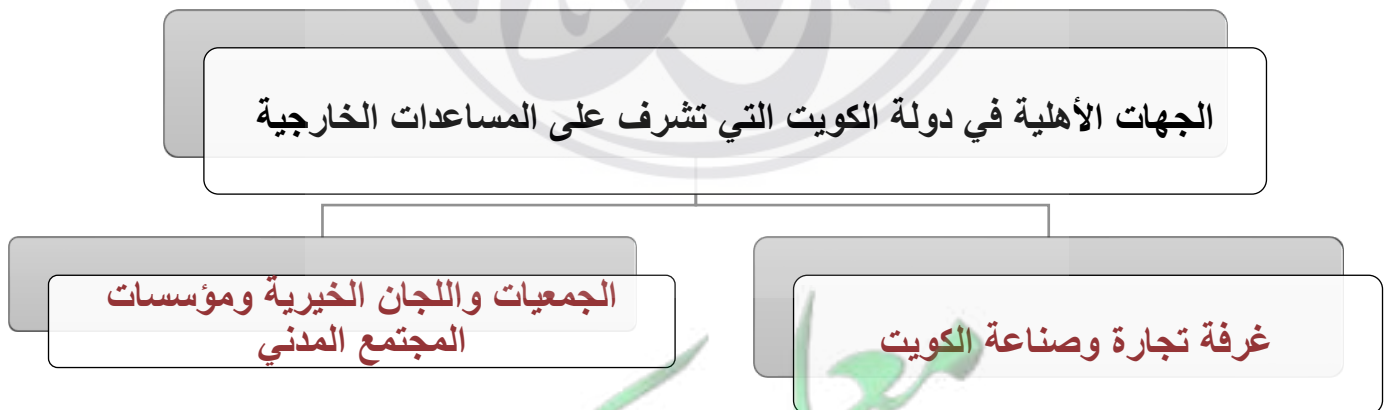 الجهات الأهلية في دولة الكويت التي تشرف على المساعدات الخارجية
غرفة تجارة وصناعة الكويت
الجمعيات واللجان الخيرية ومؤسسات
المجتمع المدني